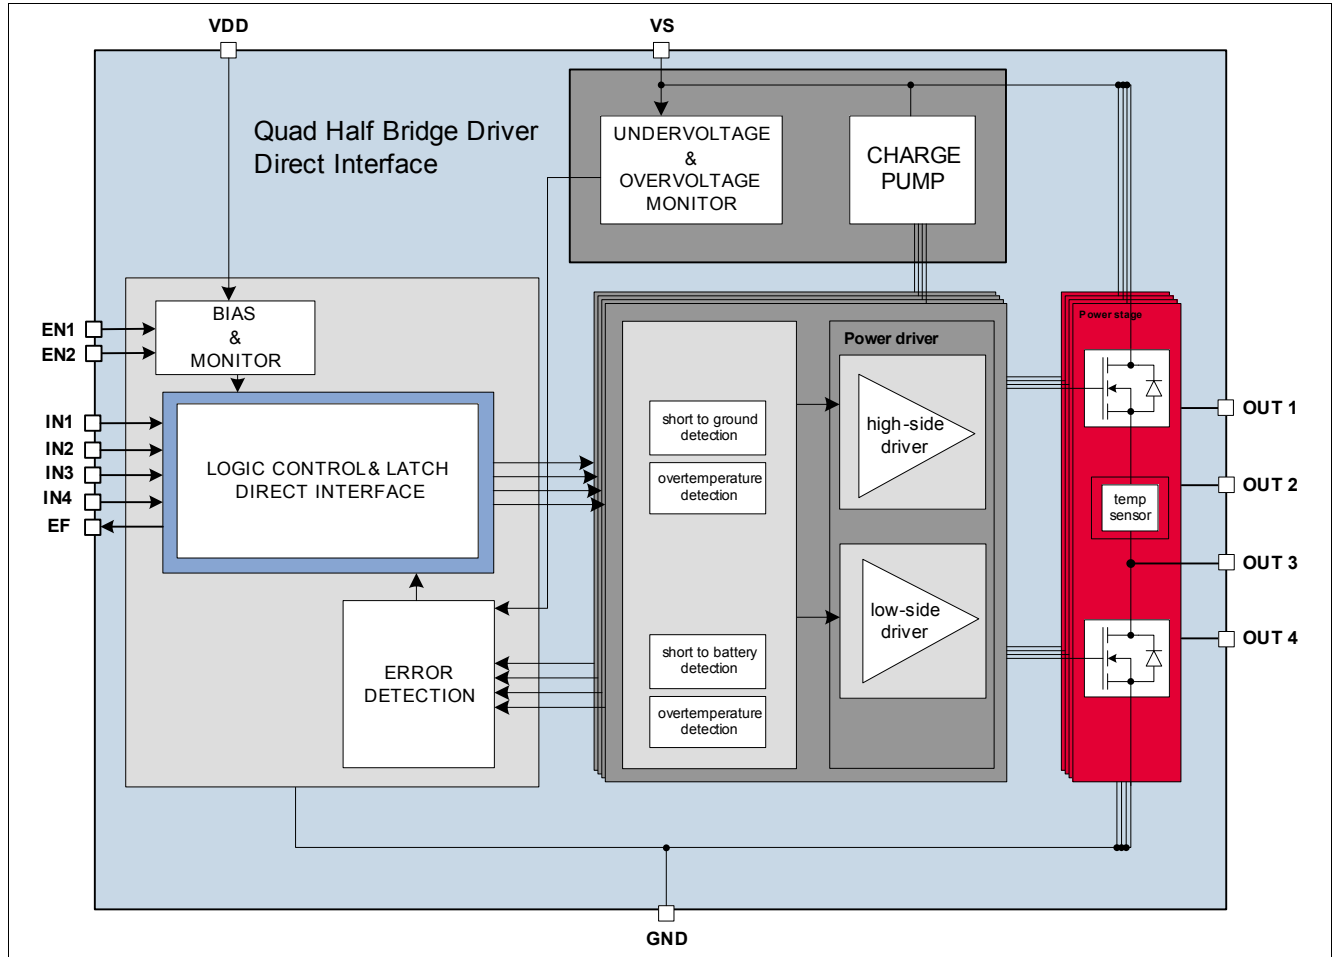 VDD
VS
Quad Half Bridge Driver
Direct Interface
UNDERVOLTAGE
&
OVERVOLTAGE
MONITOR
CHARGE
PUMP
BIAS
&
MONITOR
EN1
EN2
IN1
IN2
IN3
IN4
EF
LOGIC CONTROL & LATCH
DIRECT INTERFACE
ERROR
DETECTION
short to ground
detection
overtemperature
detection
short to battery
detection
overtemperature
detection
Power driver
high-side
driver
low-side
driver
Power stage
temp
sensor
OUT 1
OUT 2
OUT 3
OUT 4
GND